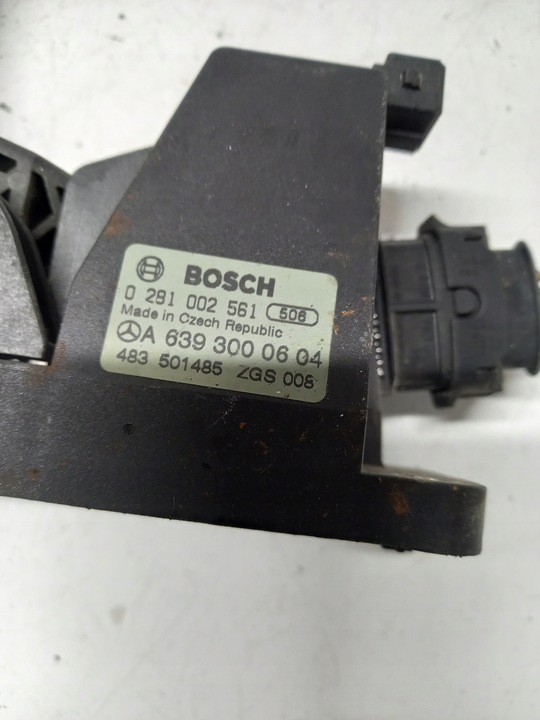 BOSCH
0 281 002 561 506
Made in Czech Republic
A 639 300 06 04
483 501485 ZGS 008